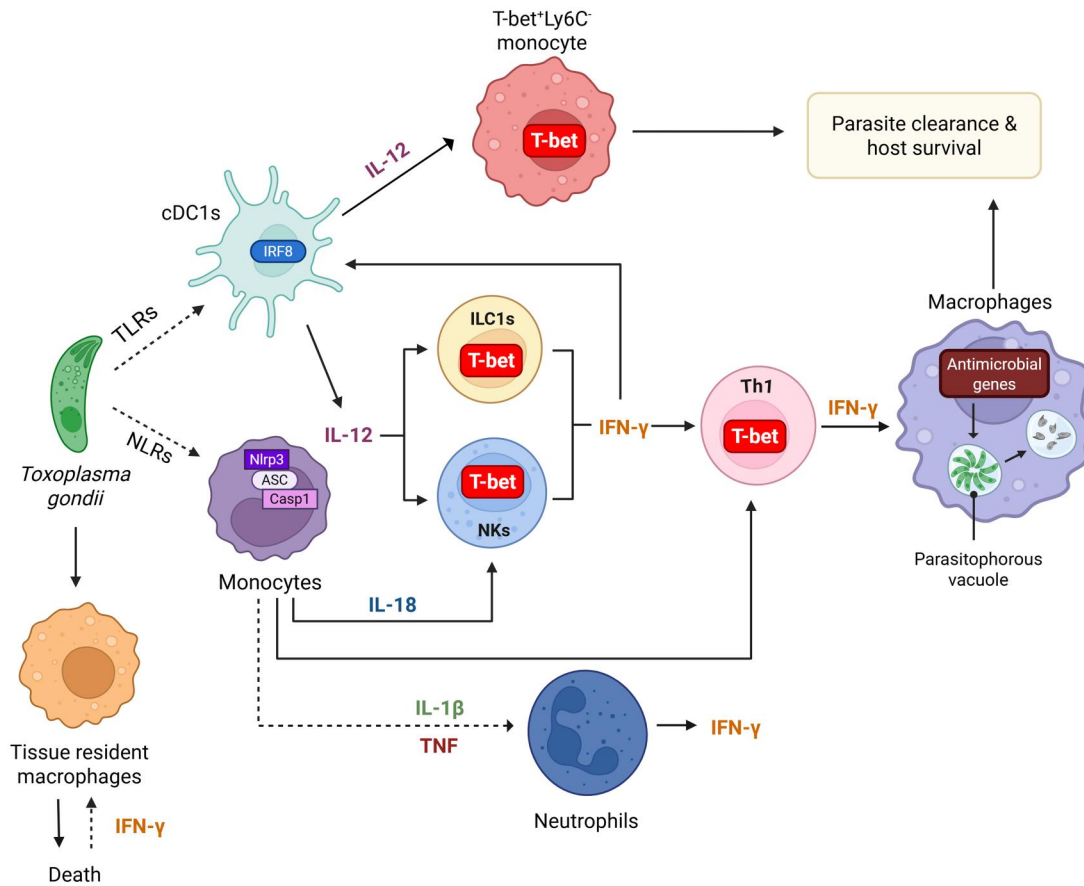 T-bet⁺Ly6C⁻
monocyte
T-bet
Parasite clearance &
host survival
IL-12
cDC1s
IRF8
TLRs
NLRs
Toxoplasma
gondii
Nlrp3
ASC
Casp1
Monocytes
IL-12
ILC1s
T-bet
T-bet
NKs
IFN-γ
Th1
T-bet
IFN-γ
Macrophages
Antimicrobial
genes
Parasitophorous
vacuole
IL-18
IL-1β
TNF
Neutrophils
IFN-γ
Tissue resident
macrophages
IFN-γ
Death